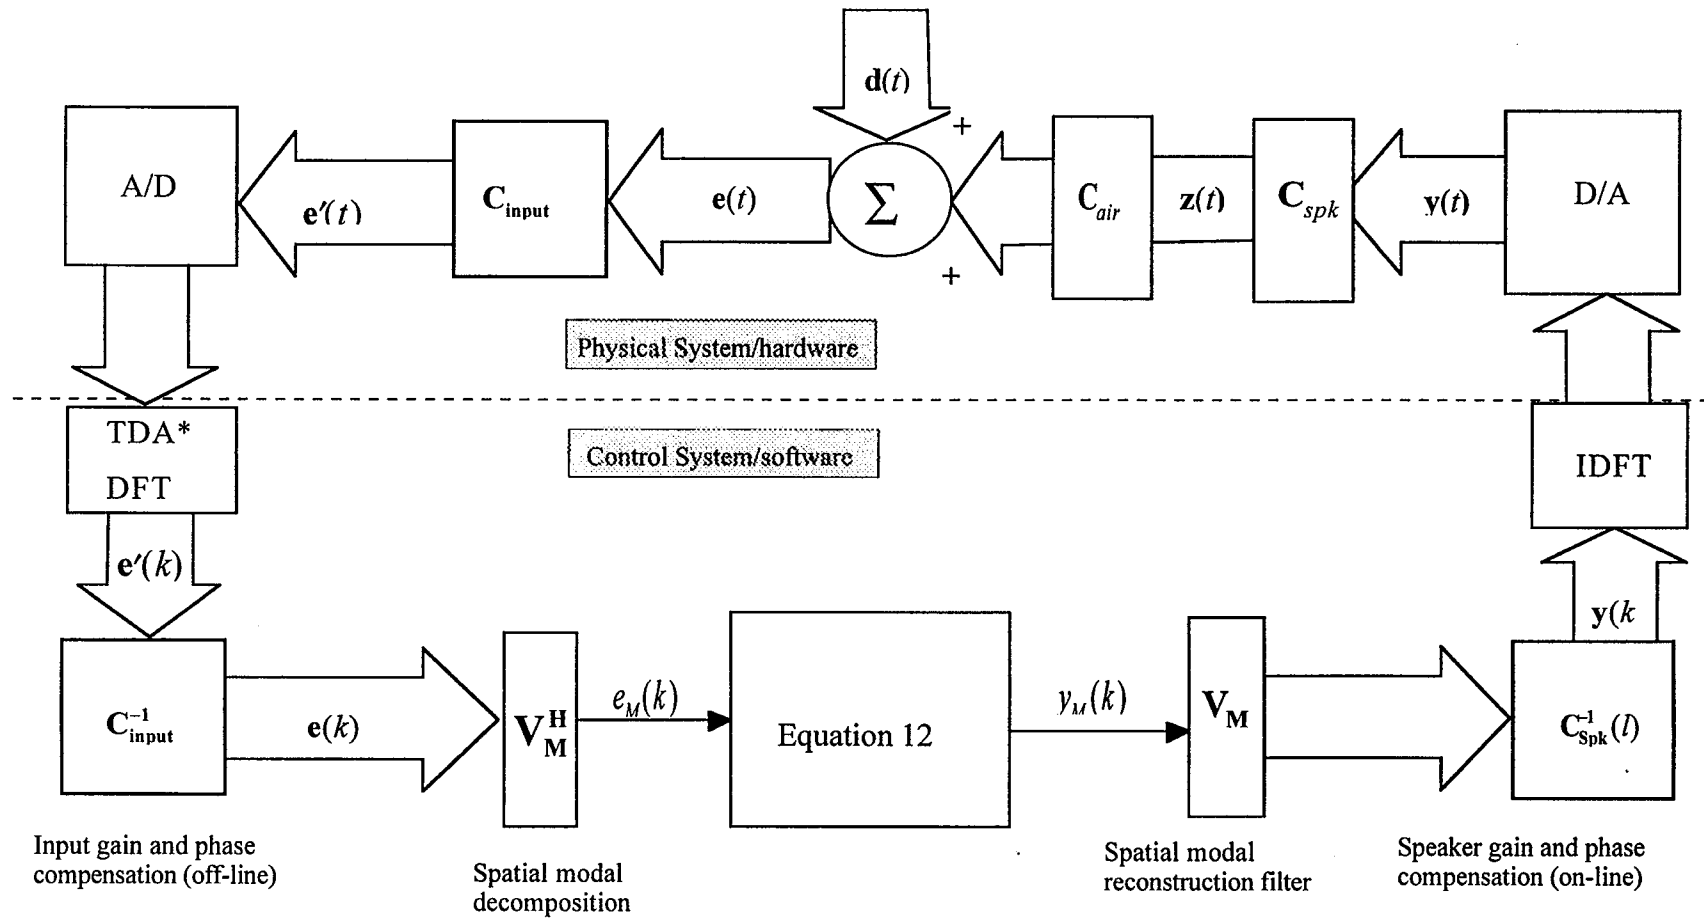 d(t)
+
A/D
e′(t)
C_input
e(t)
Σ
C_air
z(t)
C_spk
y(t)
D/A
+
Physical System/hardware
TDA*
DFT
Control System/software
IDFT
e′(k)
y(k
C⁻¹_input
e(k)
V^H_M
e_M(k)
Equation 12
y_M(k)
V_M
C⁻¹_Spk(l)
Input gain and phase
compensation (off-line)
Spatial modal
decomposition
Spatial modal
reconstruction filter
Speaker gain and phase
compensation (on-line)